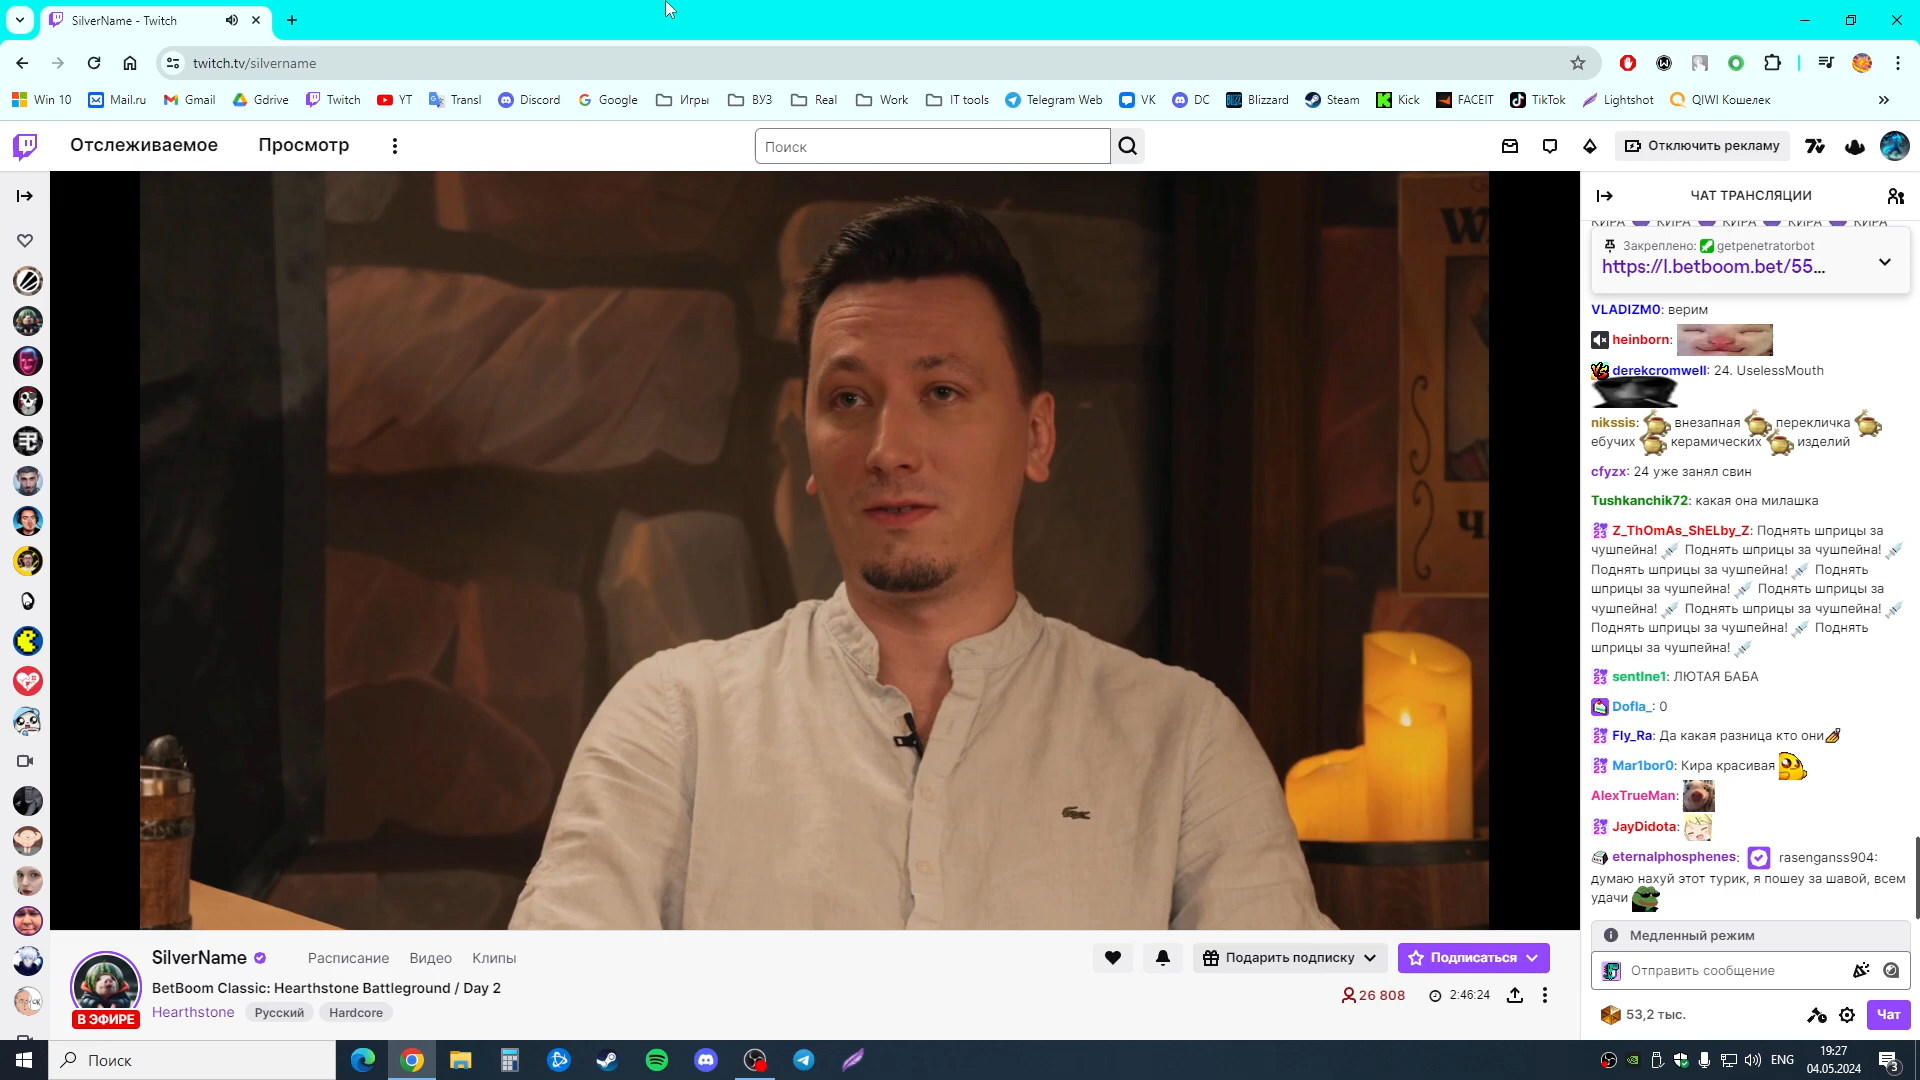 SilverName - Twitch
twitch.tv/silvername
Win 10 Mail.ru Gmail Gdrive Twitch YT Transl Discord Google Игры ВУЗ Real Work IT tools Telegram Web VK DC Blizzard Steam Kick FACEIT TikTok Lightshot QIWI Кошелек
Отслеживаемое Просмотр Поиск Отключить рекламу
ЧАТ ТРАНСЛЯЦИИ
КИРА КИРА КИРА КИРА КИРА
Закреплено: getpenetratorbot
https://l.betboom.bet/55...
VLADIZM0: верим
heinborn:
derekcromwell: 24. UselessMouth
nikssis: внезапная перекличка
ебучих керамических изделий
cfyzx: 24 уже занял свин
Tushkanchik72: какая она милашка
Z_ThOmAs_ShELby_Z: Поднять шприцы за
чушпейна! Поднять шприцы за чушпейна!
Поднять шприцы за чушпейна! Поднять
шприцы за чушпейна! Поднять шприцы за
чушпейна! Поднять шприцы за чушпейна!
Поднять шприцы за чушпейна! Поднять
шприцы за чушпейна!
sentlne1: ЛЮТАЯ БАБА
Dofla_: 0
Fly_Ra: Да какая разница кто они
Mar1bor0: Кира красивая
AlexTrueMan:
JayDidota:
eternalphosphenes: rasenganss904:
думаю нахуй этот турик, я пошеу за шавой, всем
удачи
Медленный режим
Отправить сообщение
53,2 тыс. Чат
SilverName Расписание Видео Клипы Подарить подписку Подписаться
BetBoom Classic: Hearthstone Battleground / Day 2
26 808 2:46:24
Hearthstone Русский Hardcore
В ЭФИРЕ
Поиск
ENG
19:27
04.05.2024
3